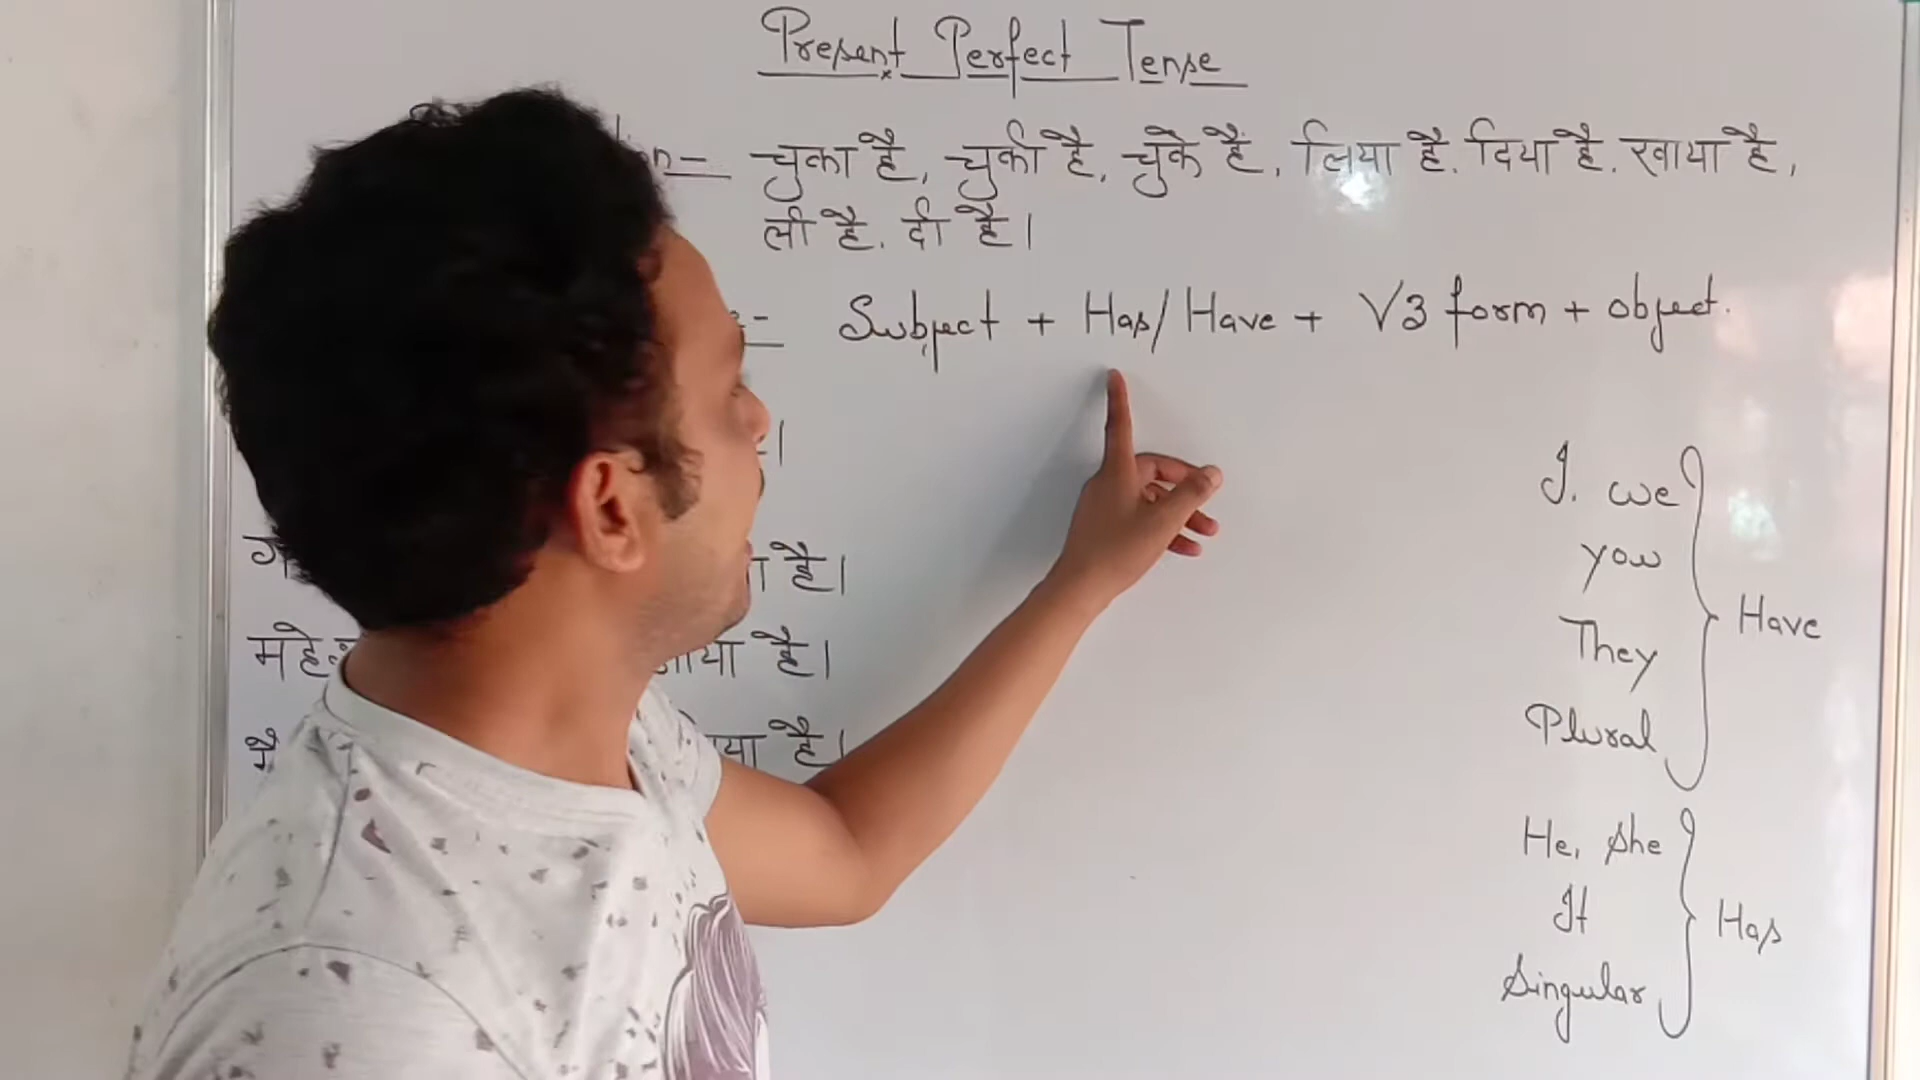 Present Perfect Tense
चुका है, चुकी है, चुके हैं, लिया है. दिया है. खाया है,
ली है. दी है।
Subject + Has/Have + V3 form + object.
है।
है।
है।
I. we
you
They
Plural
Have
He, she
It
Singular
Has